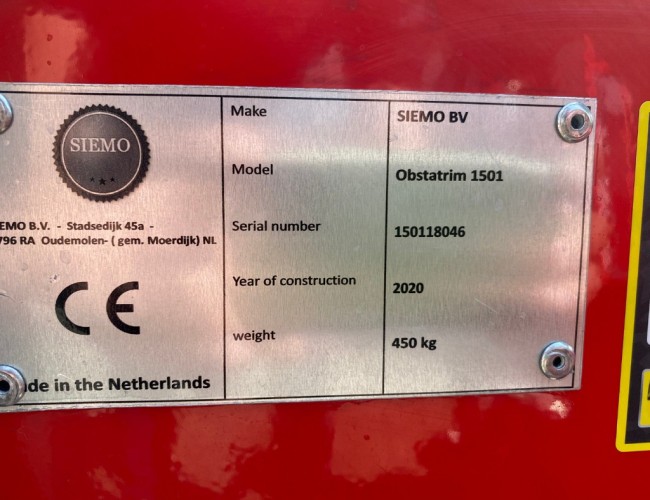 SIEMO
EMO B.V. - Stadsedijk 45a -
796 RA Oudemolen- ( gem. Moerdijk) NL
CE
de in the Netherlands
Make SIEMO BV
Model Obstatrim 1501
Serial number 150118046
Year of construction 2020
weight 450 kg